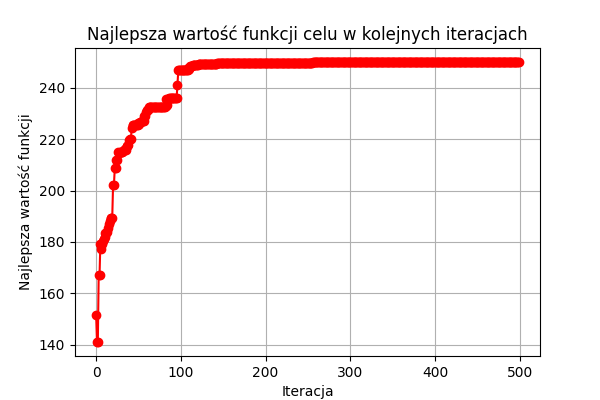 Najlepsza wartość funkcji celu w kolejnych iteracjach
Najlepsza wartość funkcji
240
220
200
180
160
140
0 100 200 300 400 500
Iteracja